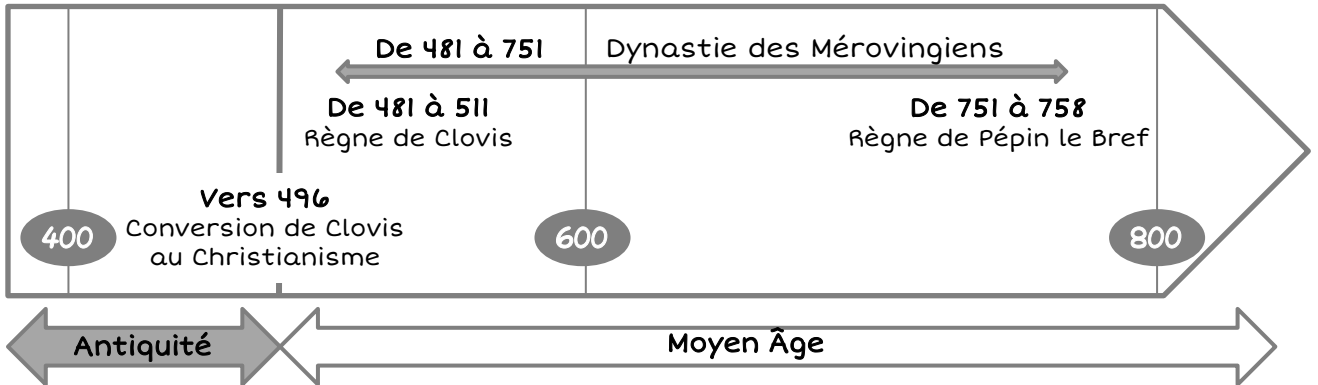 De 481 à 751 Dynastie des Mérovingiens
De 481 à 511
Règne de Clovis
De 751 à 758
Règne de Pépin le Bref
Vers 496
Conversion de Clovis
au Christianisme
400
600
800
Antiquité
Moyen Âge